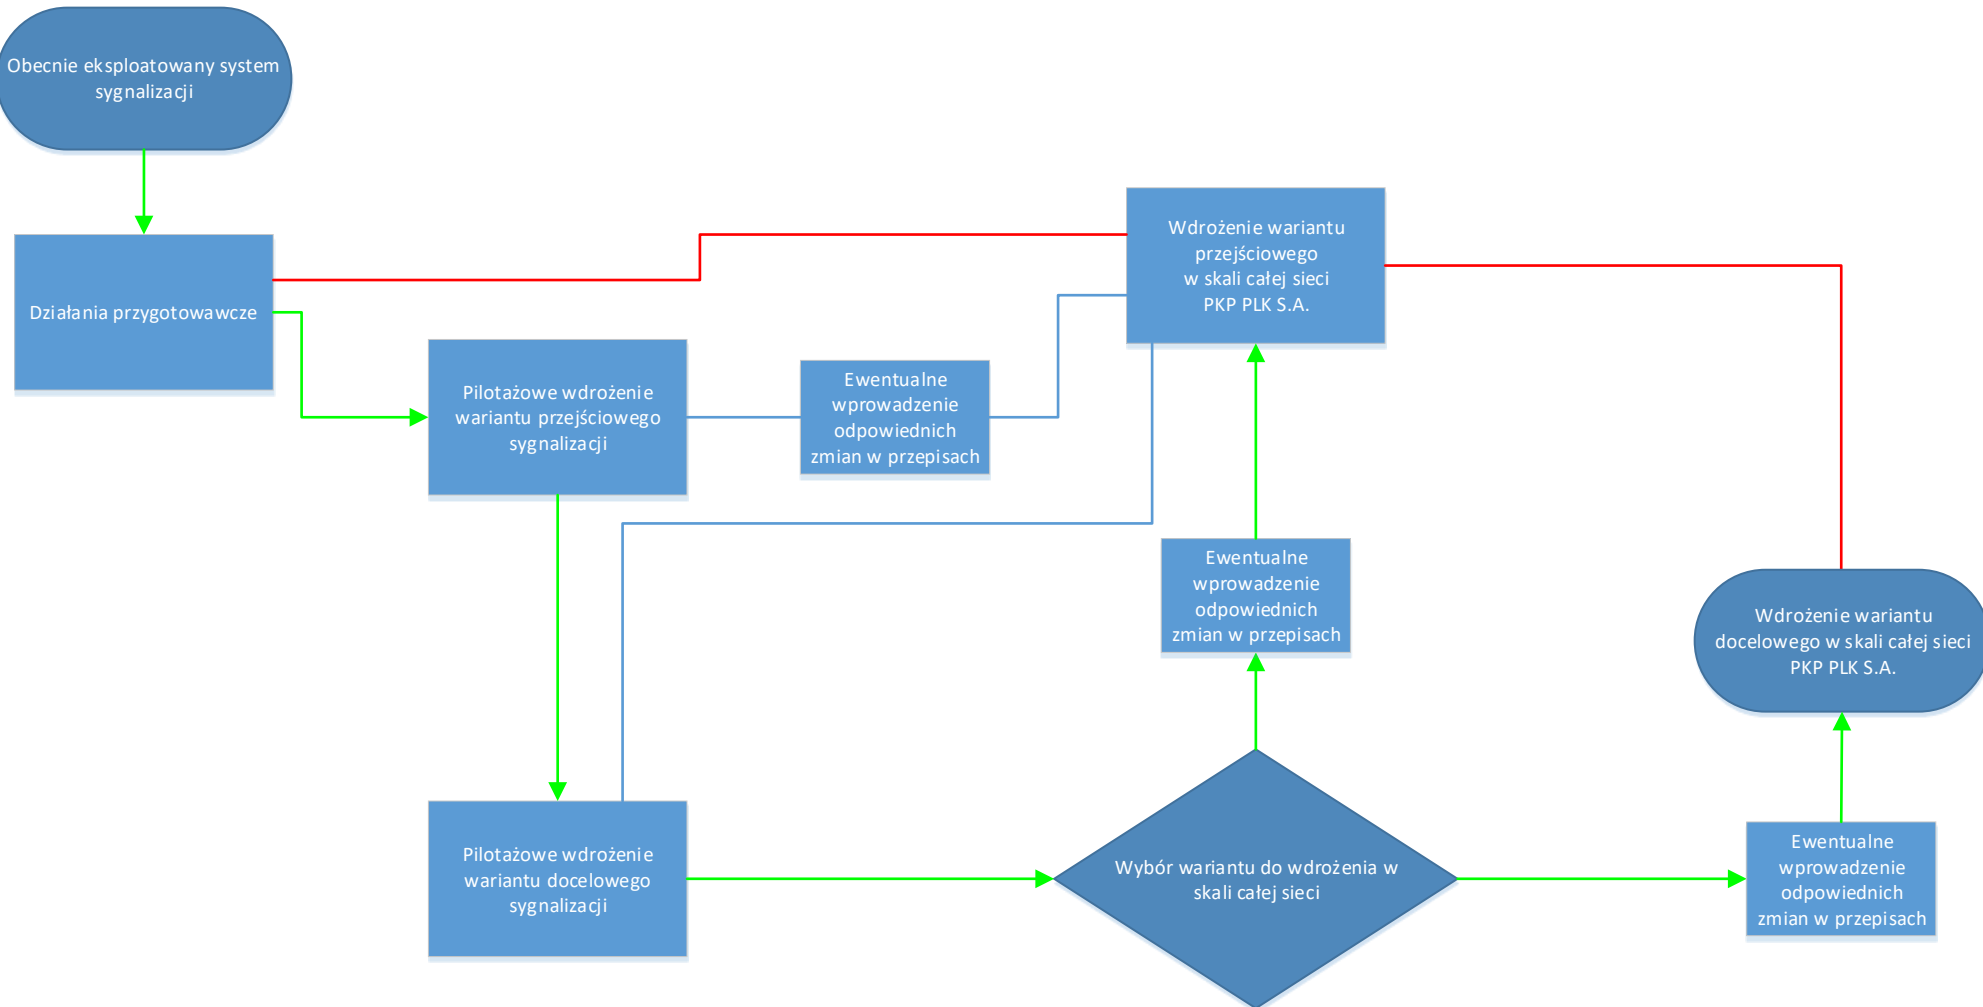 Obecnie eksploatowany system
sygnalizacji
Działania przygotowawcze
Wdrożenie wariantu
przejściowego
w skali całej sieci
PKP PLK S.A.
Pilotażowe wdrożenie
wariantu przejściowego
sygnalizacji
Ewentualne
wprowadzenie
odpowiednich
zmian w przepisach
Ewentualne
wprowadzenie
odpowiednich
zmian w przepisach
Wdrożenie wariantu
docelowego w skali całej sieci
PKP PLK S.A.
Pilotażowe wdrożenie
wariantu docelowego
sygnalizacji
Wybór wariantu do wdrożenia w
skali całej sieci
Ewentualne
wprowadzenie
odpowiednich
zmian w przepisach